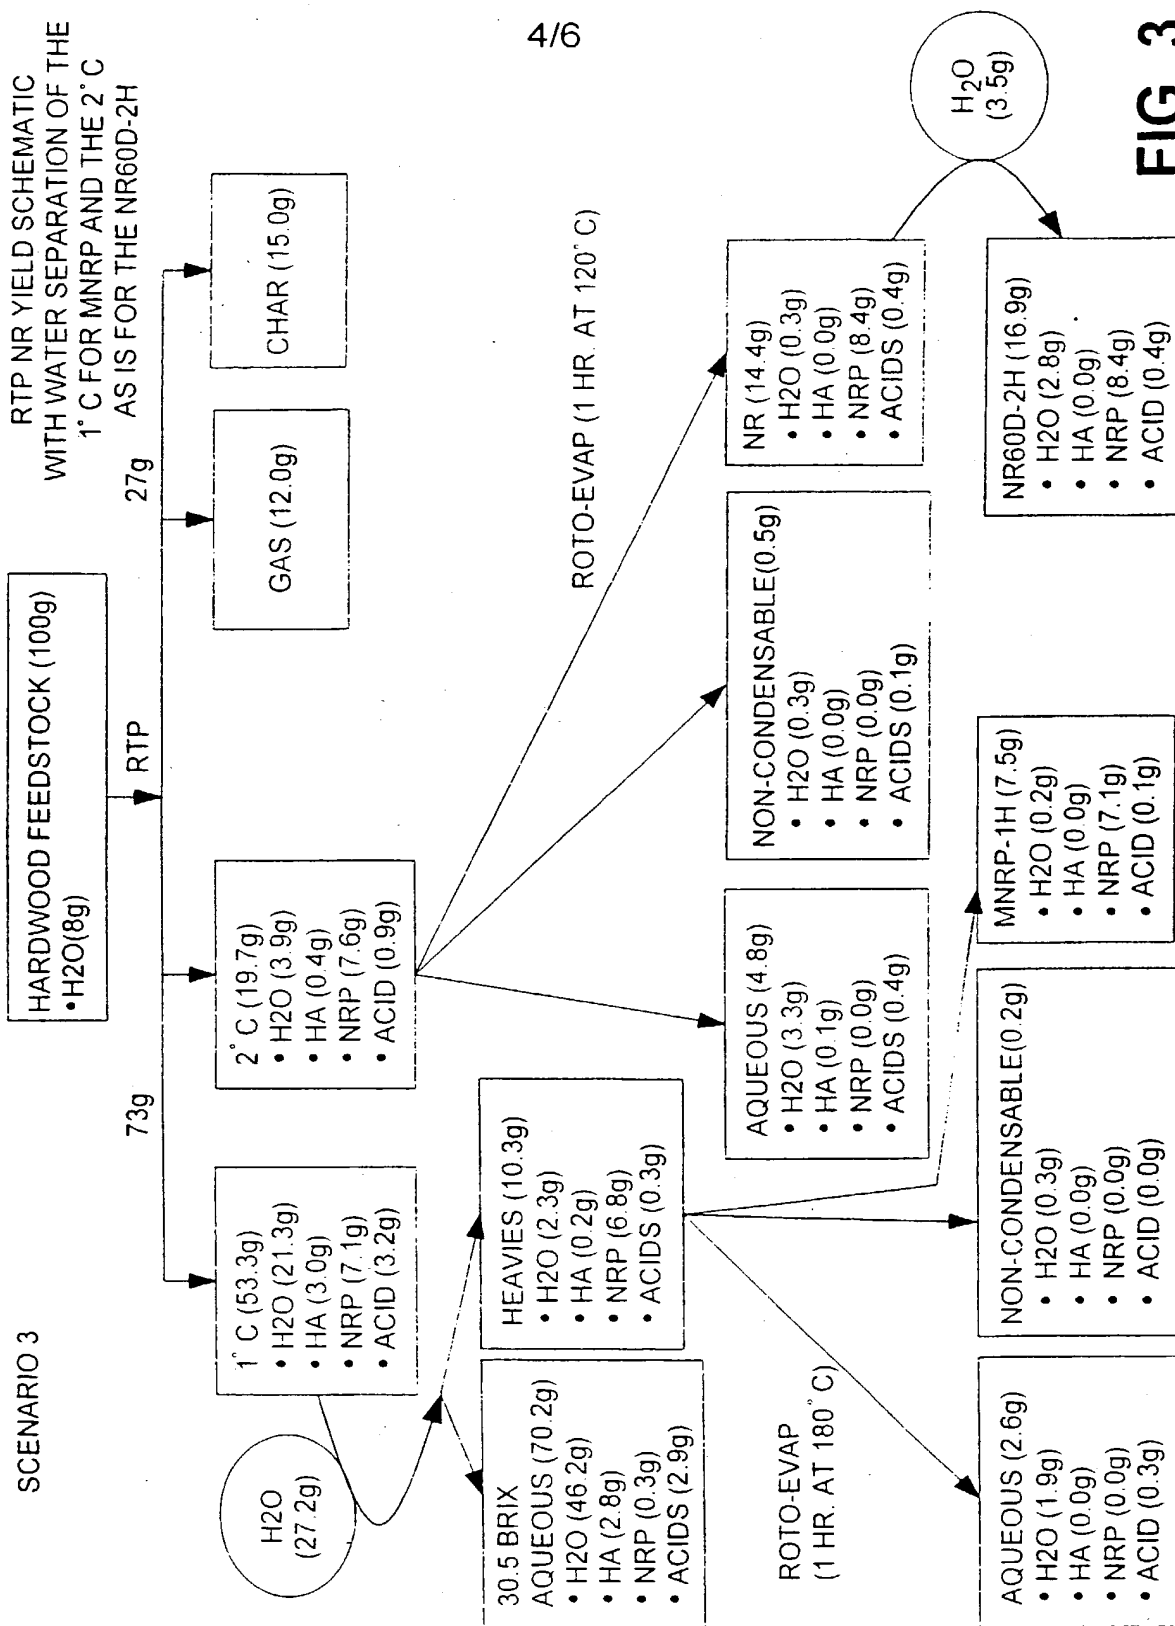 4/6
SCENARIO 3
RTP NR YIELD SCHEMATIC
WITH WATER SEPARATION OF THE
1° C FOR MNRP AND THE 2° C
AS IS FOR THE NR60D-2H
HARDWOOD FEEDSTOCK (100g)
•H2O(8g)
RTP
73g
27g
1° C (53.3g)
• H2O (21.3g)
• HA (3.0g)
• NRP (7.1g)
• ACID (3.2g)
2° C (19.7g)
• H2O (3.9g)
• HA (0.4g)
• NRP (7.6g)
• ACID (0.9g)
GAS (12.0g)
CHAR (15.0g)
H2O
(27.2g)
30.5 BRIX
AQUEOUS (70.2g)
• H2O (46.2g)
• HA (2.8g)
• NRP (0.3g)
• ACIDS (2.9g)
HEAVIES (10.3g)
• H2O (2.3g)
• HA (0.2g)
• NRP (6.8g)
• ACIDS (0.3g)
ROTO-EVAP (1 HR. AT 120° C)
AQUEOUS (4.8g)
• H2O (3.3g)
• HA (0.1g)
• NRP (0.0g)
• ACIDS (0.4g)
NON-CONDENSABLE(0.5g)
• H2O (0.3g)
• HA (0.0g)
• NRP (0.0g)
• ACIDS (0.1g)
NR (14.4g)
• H2O (0.3g)
• HA (0.0g)
• NRP (8.4g)
• ACIDS (0.4g)
H2O
(3.5g)
ROTO-EVAP
(1 HR. AT 180° C)
AQUEOUS (2.6g)
• H2O (1.9g)
• HA (0.0g)
• NRP (0.0g)
• ACID (0.3g)
NON-CONDENSABLE(0.2g)
• H2O (0.3g)
• HA (0.0g)
• NRP (0.0g)
• ACID (0.0g)
MNRP-1H (7.5g)
• H2O (0.2g)
• HA (0.0g)
• NRP (7.1g)
• ACID (0.1g)
NR60D-2H (16.9g)
• H2O (2.8g)
• HA (0.0g)
• NRP (8.4g)
• ACID (0.4g)
FIG 3